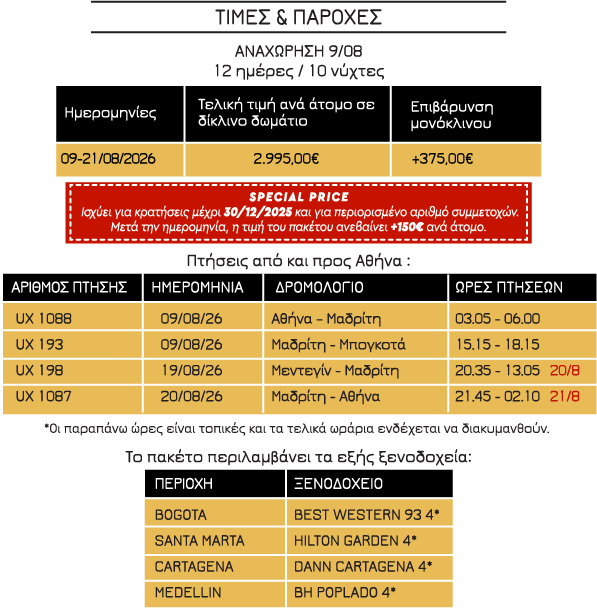 ΤΙΜΕΣ & ΠΑΡΟΧΕΣ
ΑΝΑΧΩΡΗΣΗ 9/08
12 ημέρες / 10 νύχτες
Ημερομηνίες Τελική τιμή ανά άτομο σε δίκλινο δωμάτιο Επιβάρυνση μονόκλινου
09-21/08/2026 2.995,00€ +375,00€
SPECIAL PRICE
Ισχύει για κρατήσεις μέχρι 30/12/2025 και για περιορισμένο αριθμό συμμετοχών.
Μετά την ημερομηνία, η τιμή του πακέτου ανεβαίνει +150€ ανά άτομο.
Πτήσεις από και προς Αθήνα :
ΑΡΙΘΜΟΣ ΠΤΗΣΗΣ ΗΜΕΡΟΜΗΝΙΑ ΔΡΟΜΟΛΟΓΙΟ ΩΡΕΣ ΠΤΗΣΕΩΝ
UX 1088 09/08/26 Αθήνα – Μαδρίτη 03.05 - 06.00
UX 193 09/08/26 Μαδρίτη – Μπογκοτά 15.15 - 18.15
UX 198 19/08/26 Μεντεγίν – Μαδρίτη 20.35 - 13.05 20/8
UX 1087 20/08/26 Μαδρίτη – Αθήνα 21.45 - 02.10 21/8
*Οι παραπάνω ώρες είναι τοπικές και τα τελικά ωράρια ενδέχεται να διακυμανθούν.
Το πακέτο περιλαμβάνει τα εξής ξενοδοχεία:
ΠΕΡΙΟΧΗ ΞΕΝΟΔΟΧΕΙΟ
BOGOTA BEST WESTERN 93 4*
SANTA MARTA HILTON GARDEN 4*
CARTAGENA DANN CARTAGENA 4*
MEDELLIN BH POPLADO 4*